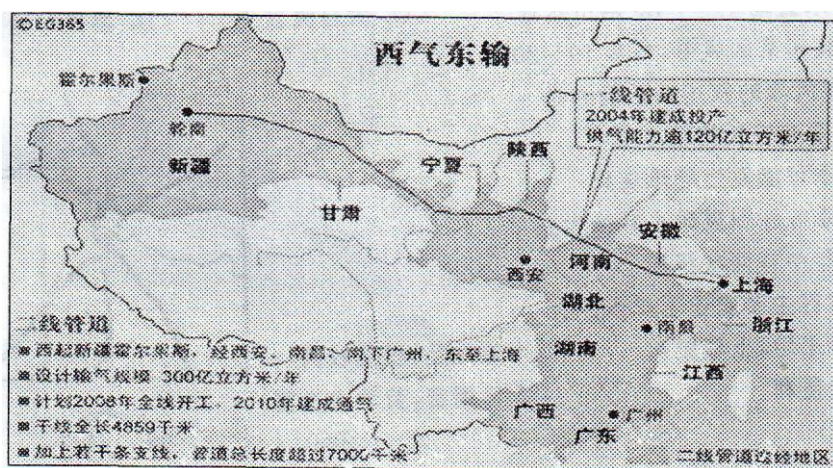 ©EG365
西气东输
一线管道
2004年建成投产
供气能力逾120亿立方米/年
霍尔果斯
轮南
新疆
甘肃
宁夏
陕西
安徽
西安
河南
上海
湖北
浙江
南昌
湖南
江西
广西
广州
广东
二线管道
■西起新疆霍尔果斯,经西安、南昌,南下广州,东至上海
■设计输气规模 300亿立方米/年
■计划2008年全线开工,2010年建成通气
■干线全长4859千米
■加上若干条支线,管道总长度超过7000千米
二线管道途经地区